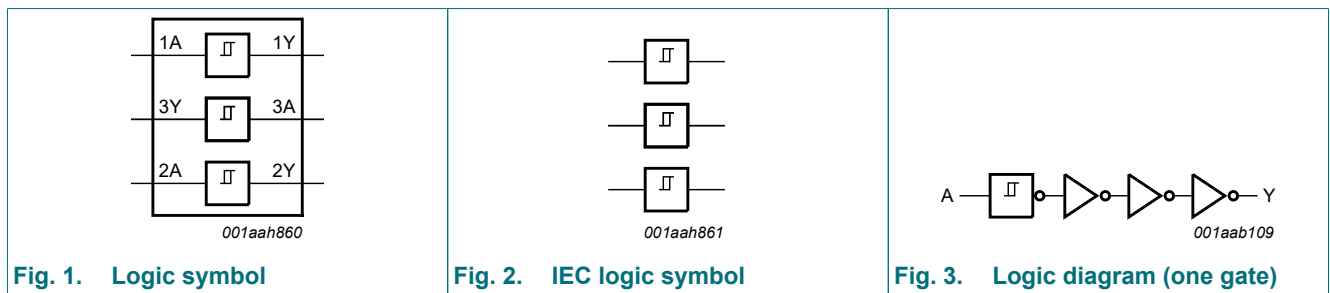 1A 1Y
3Y 3A
2A 2Y
001aah860
Fig. 1. Logic symbol
001aah861
Fig. 2. IEC logic symbol
A Y
001aab109
Fig. 3. Logic diagram (one gate)